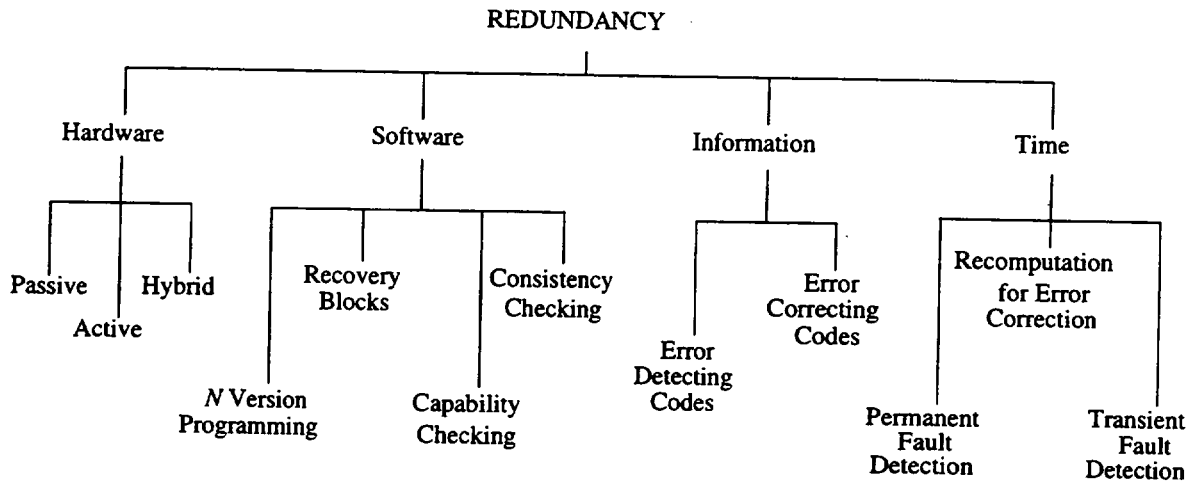 REDUNDANCY
Hardware
Software
Information
Time
Passive
Active
Hybrid
N Version
Programming
Recovery
Blocks
Capability
Checking
Consistency
Checking
Error
Detecting
Codes
Error
Correcting
Codes
Permanent
Fault
Detection
Recomputation
for Error
Correction
Transient
Fault
Detection